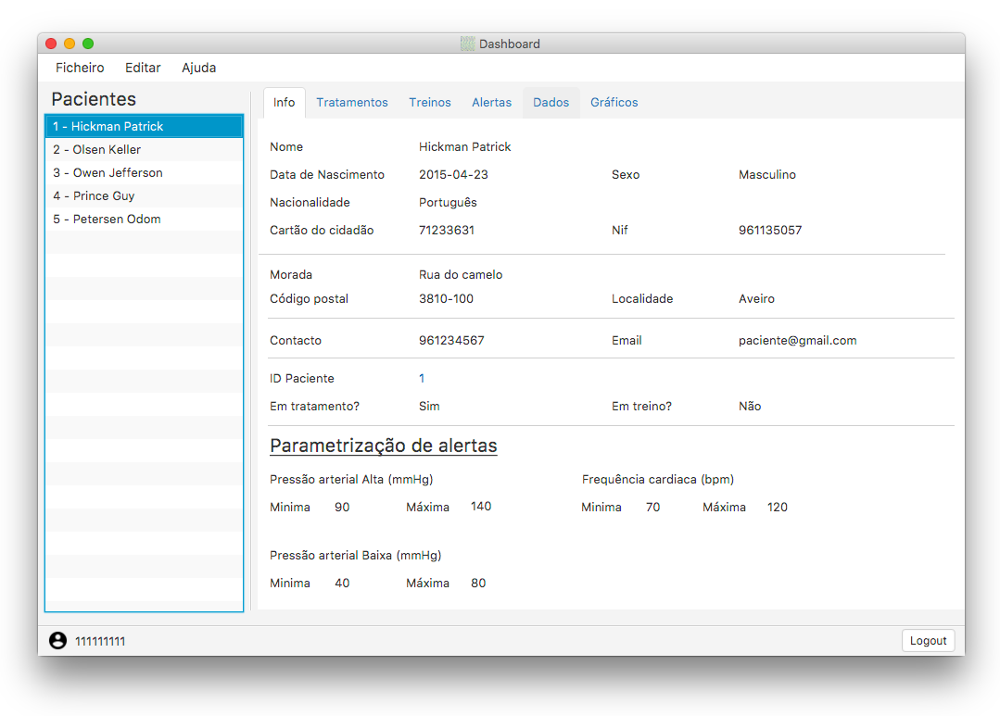 Dashboard
Ficheiro Editar Ajuda
Pacientes
1 - Hickman Patrick
2 - Olsen Keller
3 - Owen Jefferson
4 - Prince Guy
5 - Petersen Odom
Info Tratamentos Treinos Alertas Dados Gráficos
Nome Hickman Patrick
Data de Nascimento 2015-04-23 Sexo Masculino
Nacionalidade Português
Cartão do cidadão 71233631 Nif 961135057
Morada Rua do camelo
Código postal 3810-100 Localidade Aveiro
Contacto 961234567 Email paciente@gmail.com
ID Paciente 1
Em tratamento? Sim Em treino? Não
Parametrização de alertas
Pressão arterial Alta (mmHg) Frequência cardiaca (bpm)
Minima 90 Máxima 140 Minima 70 Máxima 120
Pressão arterial Baixa (mmHg)
Minima 40 Máxima 80
111111111 Logout